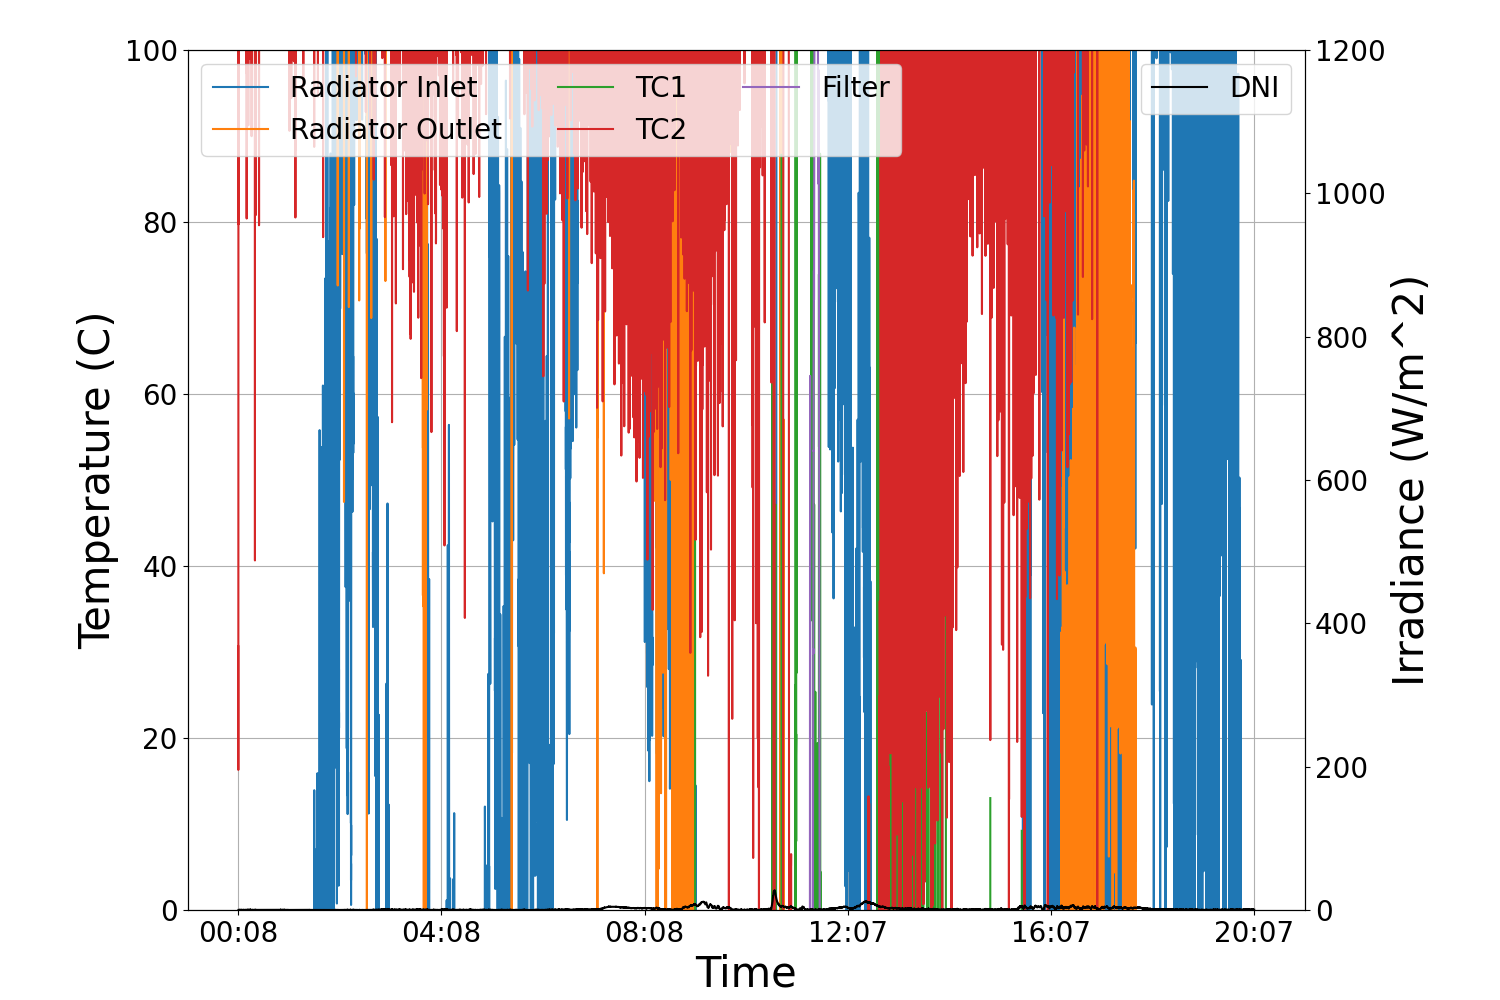 100
80
60
40
20
0
Temperature (C)
Radiator Inlet
Radiator Outlet
TC1
TC2
Filter
DNI
1200
1000
800
600
400
200
0
Irradiance (W/m^2)
00:08
04:08
08:08
12:07
16:07
20:07
Time